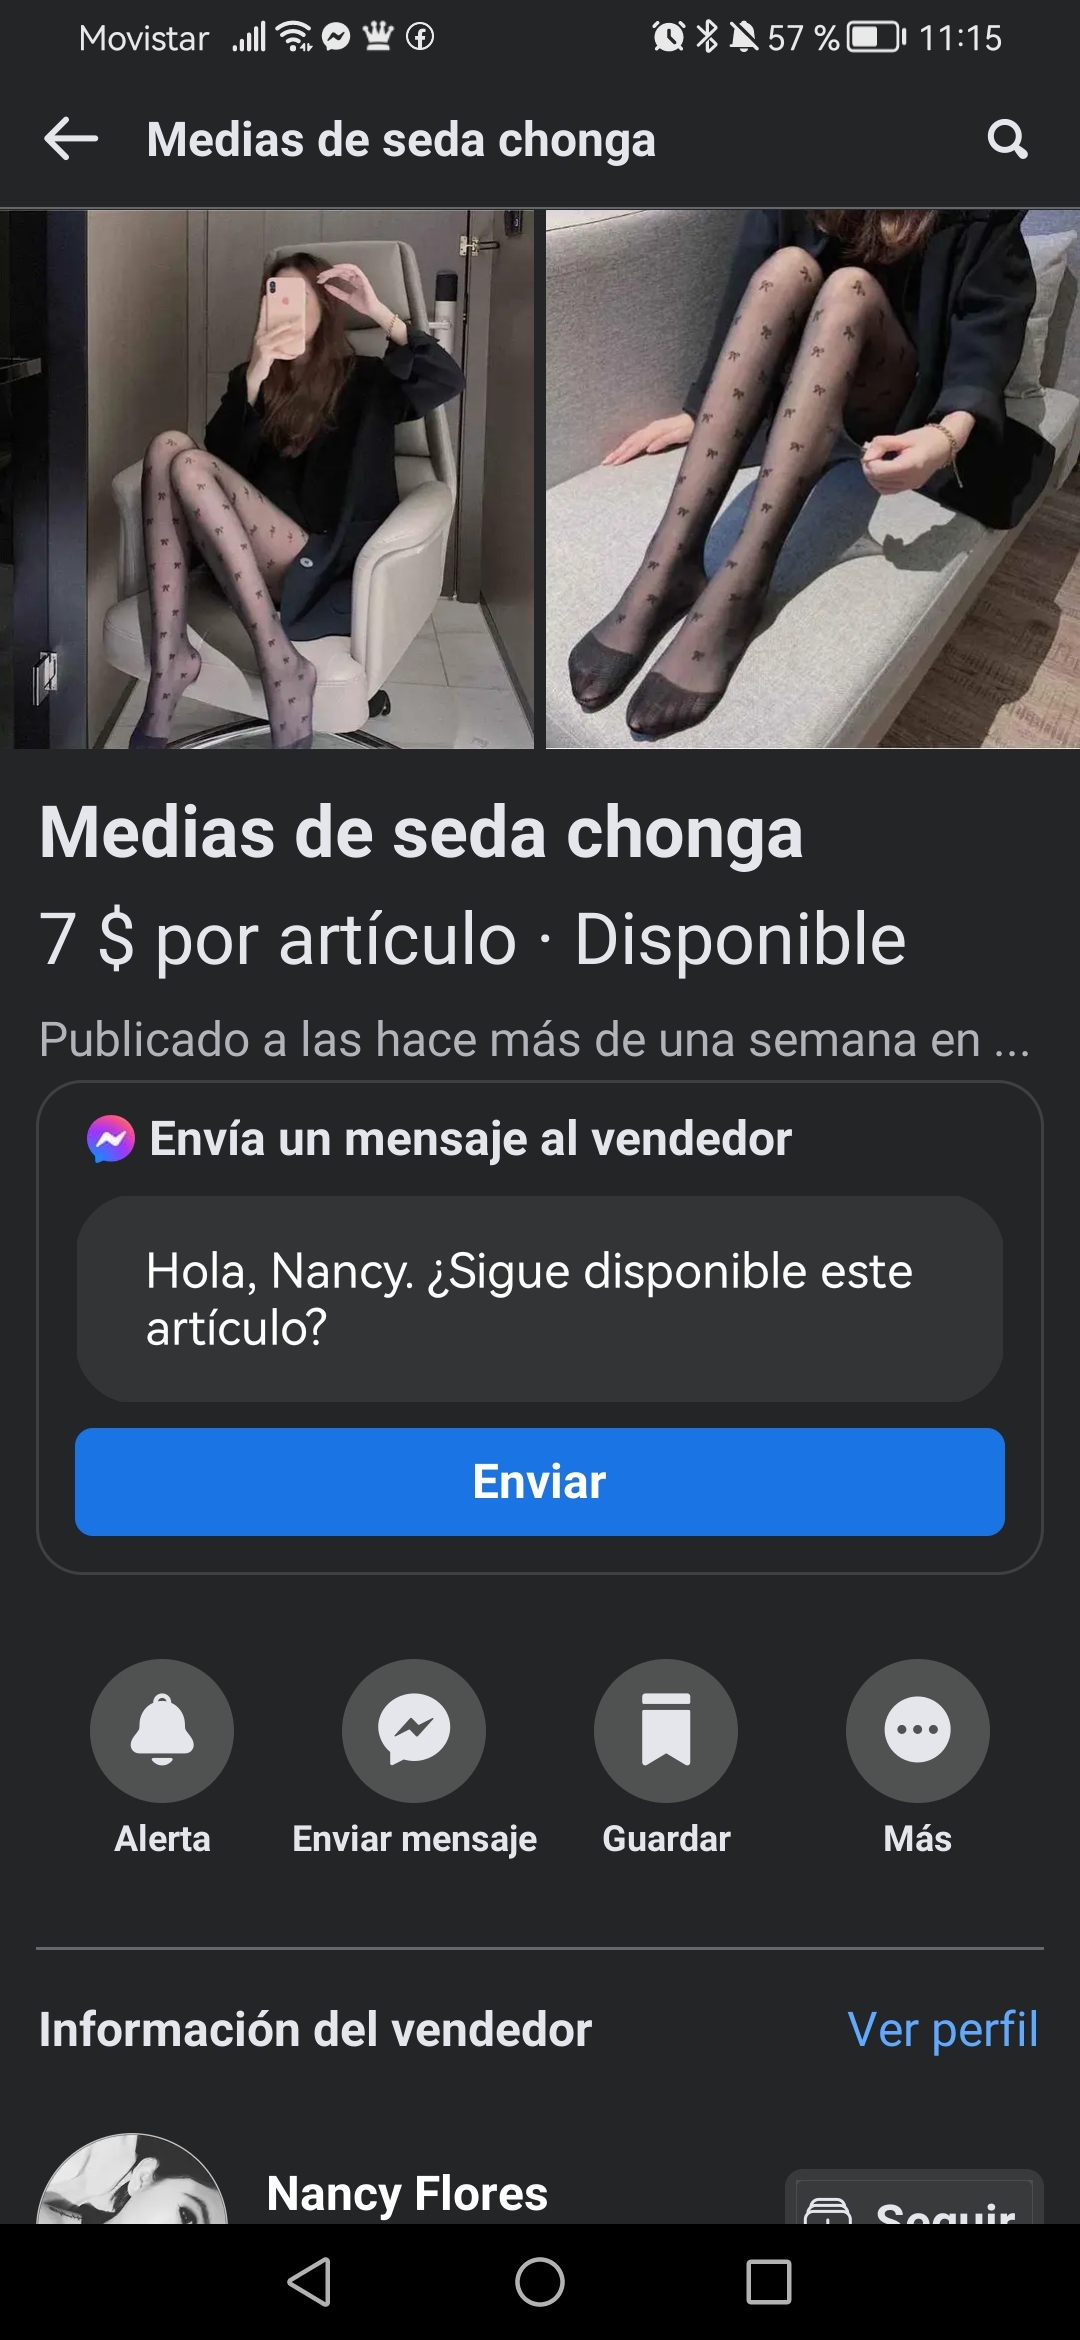 Movistar 57 % 11:15
Medias de seda chonga
Medias de seda chonga
7 $ por artículo · Disponible
Publicado a las hace más de una semana en ...
Envía un mensaje al vendedor
Hola, Nancy. ¿Sigue disponible este
artículo?
Enviar
Alerta Enviar mensaje Guardar Más
Información del vendedor Ver perfil
Nancy Flores
Seguir